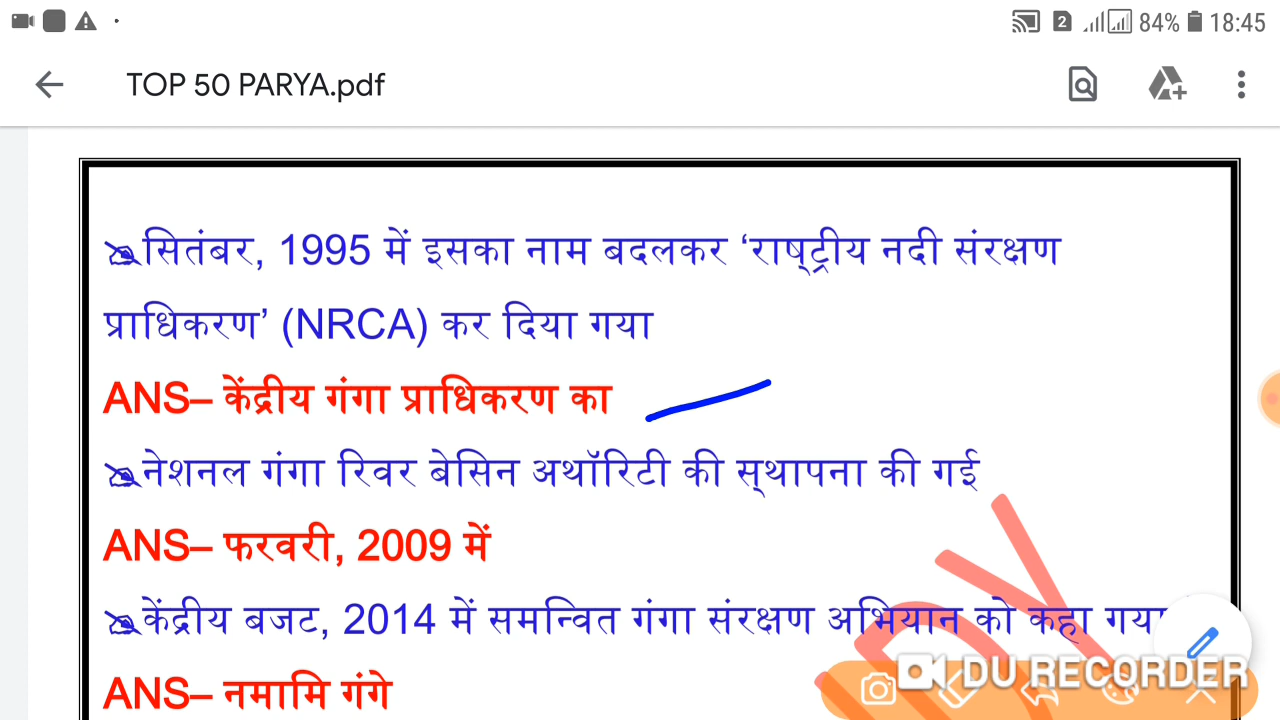 2 84% 18:45
TOP 50 PARYA.pdf
सितंबर, 1995 में इसका नाम बदलकर ‘राष्ट्रीय नदी संरक्षण
प्राधिकरण’ (NRCA) कर दिया गया
ANS– केंद्रीय गंगा प्राधिकरण का
नेशनल गंगा रिवर बेसिन अथॉरिटी की स्थापना की गई
ANS– फरवरी, 2009 में
केंद्रीय बजट, 2014 में समन्वित गंगा संरक्षण अभियान को कहा गया
DU RECORDER
ANS– नमामि गंगे